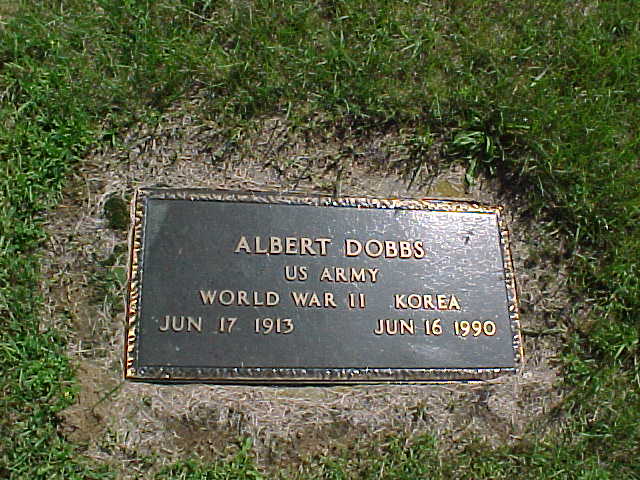 ALBERT DOBBS
US ARMY
WORLD WAR II KOREA
JUN 17 1913 JUN 16 1990